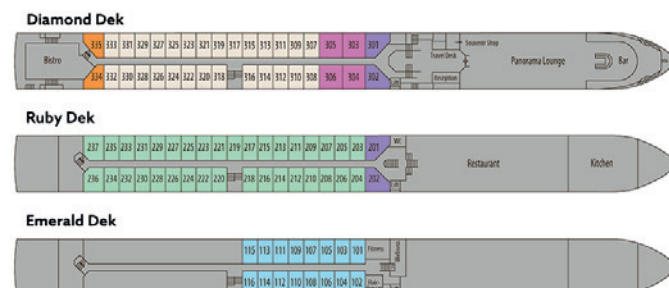 Diamond Dek
335 333 331 329 327 325 323 321 319 317 315 313 311 309 307 305 303 301
Souvenir Shop
Bistro
Travel Desk
Panorama Lounge
Bar
334 332 330 328 326 324 322 320 318 316 314 312 310 308 306 304 302
Reception
Ruby Dek
237 235 233 231 229 227 225 223 221 219 217 215 213 211 209 207 205 203 201
WC
Restaurant
Kitchen
236 234 232 230 228 226 224 222 220 218 216 214 212 210 208 206 204 202
Emerald Dek
115 113 111 109 107 105 103 101
Fitness
116 114 112 110 108 106 104 102